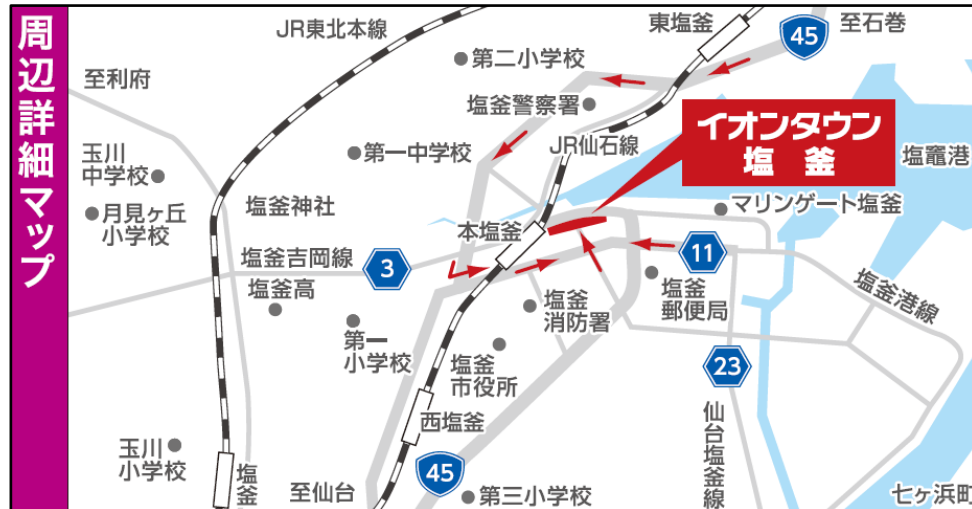 周辺詳細マップ
JR東北本線
東塩釜
45
至石巻
第二小学校
至利府
塩釜警察署
イオンタウン
塩釜
JR仙石線
第一中学校
塩竈港
玉川
中学校
月見ヶ丘
小学校
塩釜神社
マリンゲート塩釜
本塩釜
塩釜吉岡線
3
11
塩釜高
塩釜
消防署
塩釜
郵便局
塩釜港線
第一
小学校
塩釜
市役所
23
西塩釜
仙台塩釜線
玉川
小学校
塩釜
45
至仙台
第三小学校
七ヶ浜町